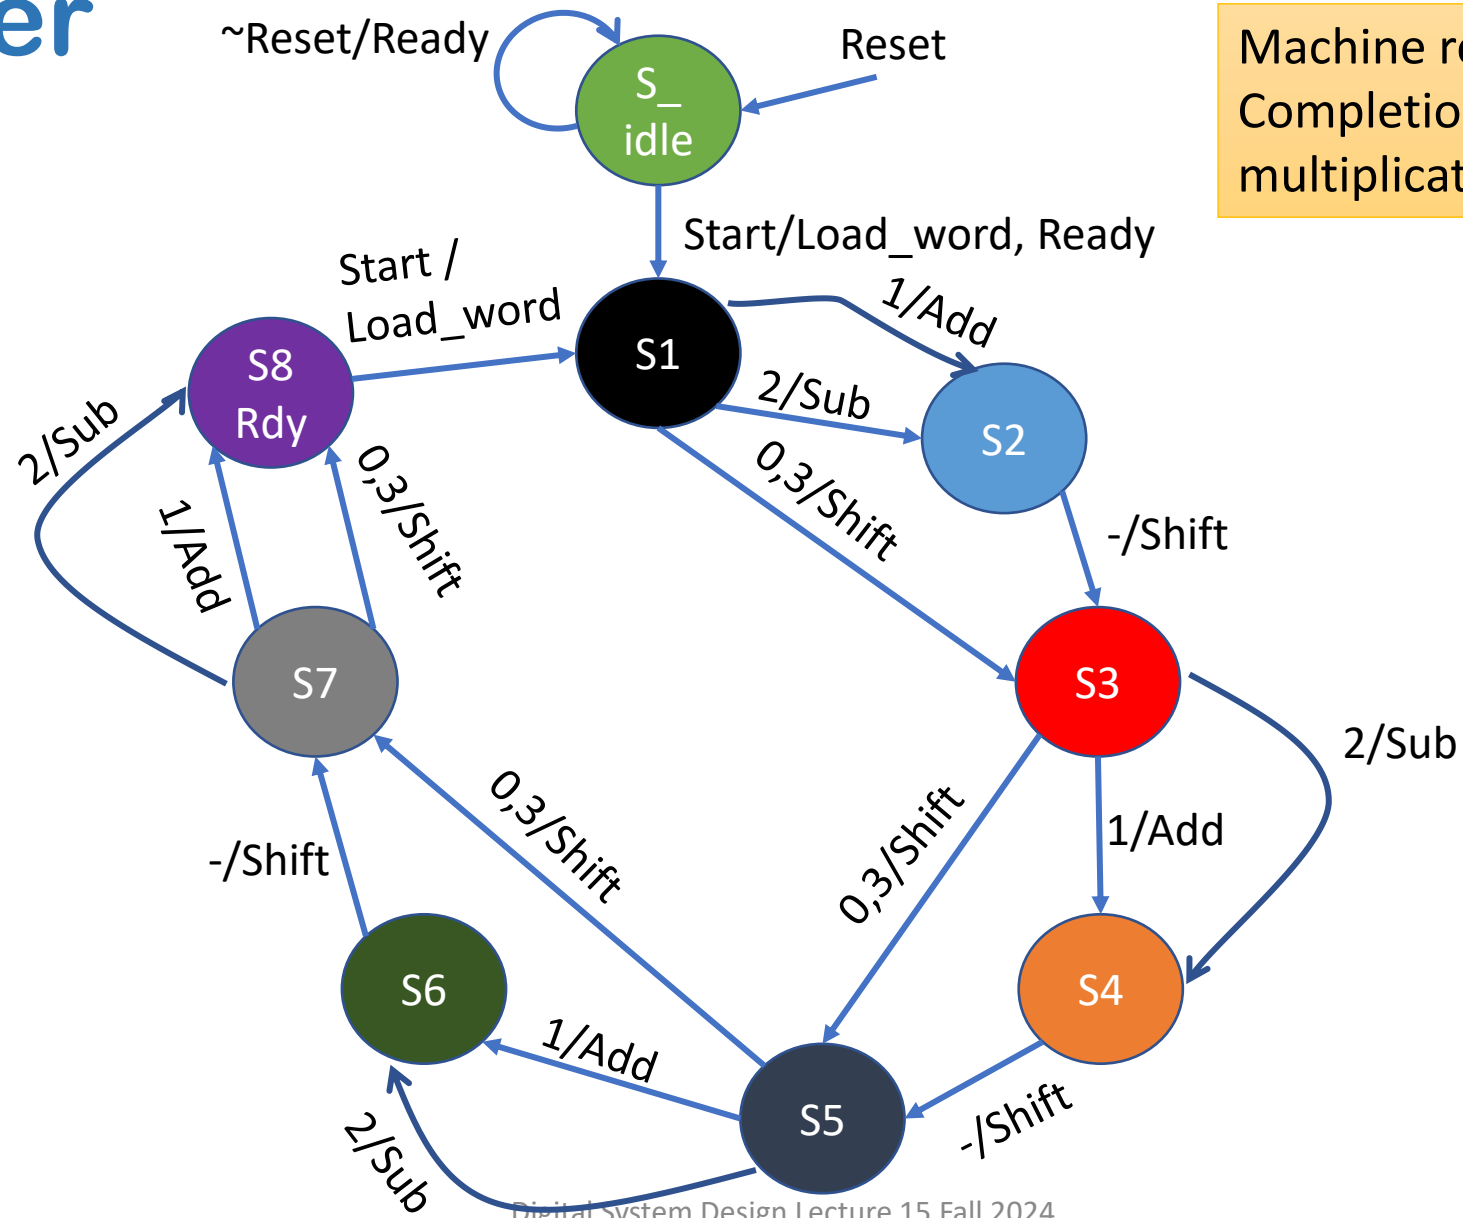 er
~Reset/Ready
Reset
S_
idle
Machine
Start/Load_word, Ready
Start /
Load_word
1/Add
S8
Rdy
S1
2/Sub
S2
2/Sub
0,3/Shift
0,3/Shift
1/Add
-/Shift
S7
S3
2/Sub
0,3/Shift
0,3/Shift
1/Add
-/Shift
S6
S4
1/Add
S5
-/Shift
2/Sub
Digital System Design Lecture 15 Fall 2024